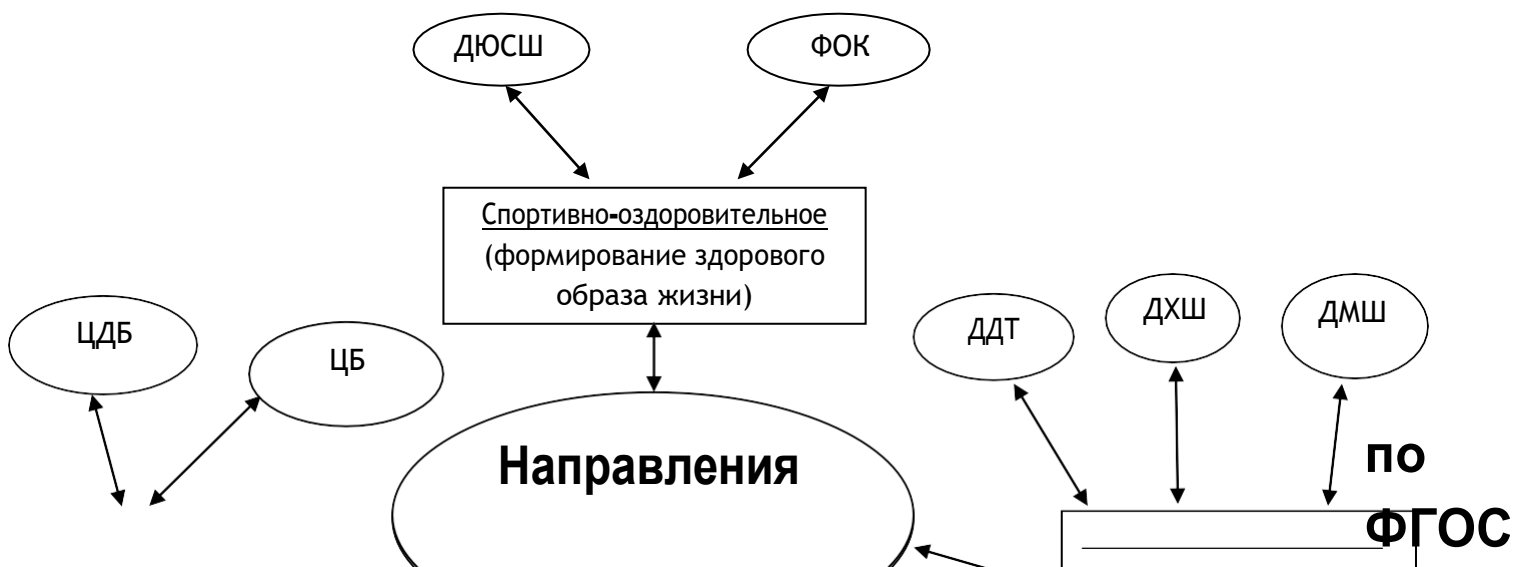 ДЮСШ
ФОК
Спортивно-оздоровительное
(формирование здорового
образа жизни)
ЦДБ
ЦБ
ДДТ
ДХШ
ДМШ
Направления
по
ФГОС